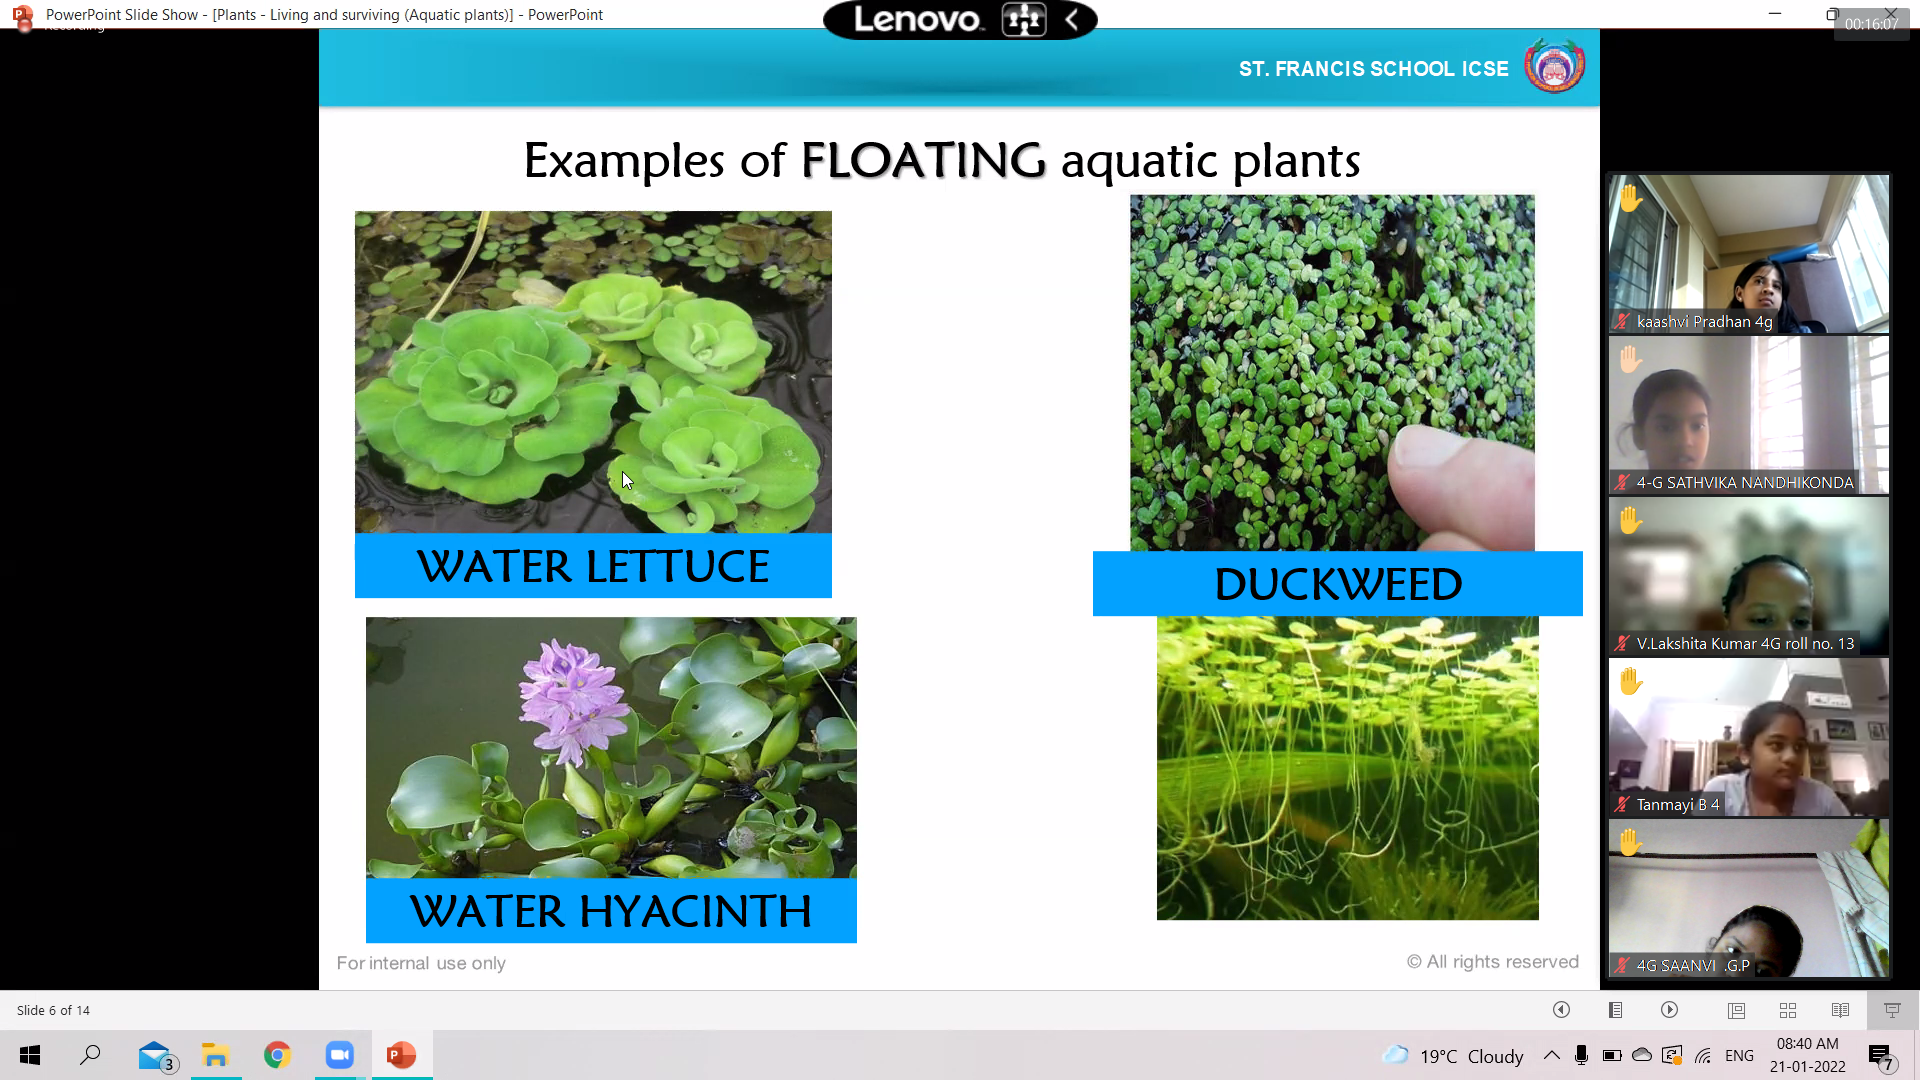 PowerPoint Slide Show - [Plants - Living and surviving (Aquatic plants)] - PowerPoint
Recording
Lenovo
00:16:07
ST. FRANCIS SCHOOL ICSE
Examples of FLOATING aquatic plants
WATER LETTUCE
DUCKWEED
WATER HYACINTH
For internal use only
© All rights reserved
kaashvi Pradhan 4g
4-G SATHVIKA NANDHIKONDA
V.Lakshita Kumar 4G roll no. 13
Tanmayi B 4
4G SAANVI .G.P
Slide 6 of 14
3
19°C Cloudy
ENG
08:40 AM
21-01-2022
7